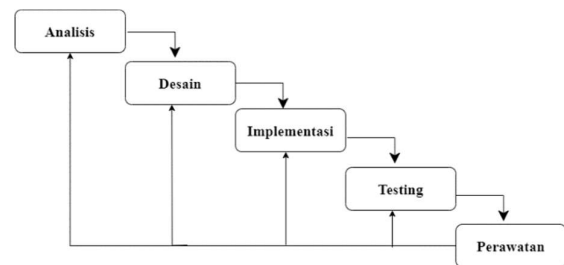 Analisis
Desain
Implementasi
Testing
Perawatan